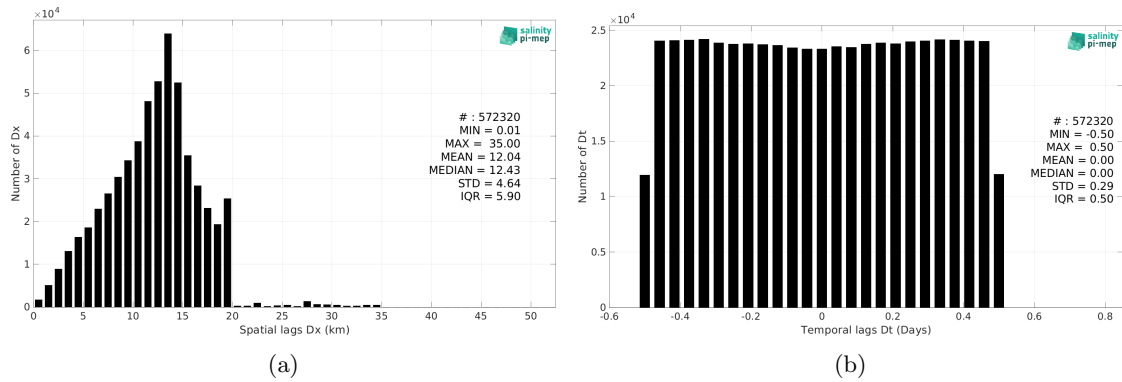 ×10⁴
6
5
4
3
2
1
0
Number of Dx
0 5 10 15 20 25 30 35 40 45 50
Spatial lags Dx (km)
salinity
pi-mep
# : 572320
MIN = 0.01
MAX = 35.00
MEAN = 12.04
MEDIAN = 12.43
STD = 4.64
IQR = 5.90
(a)
×10⁴
2.5
2
1.5
1
0.5
0
Number of Dt
-0.6 -0.4 -0.2 0 0.2 0.4 0.6 0.8
Temporal lags Dt (Days)
salinity
pi-mep
# : 572320
MIN = -0.50
MAX = 0.50
MEAN = 0.00
MEDIAN = 0.00
STD = 0.29
IQR = 0.50
(b)